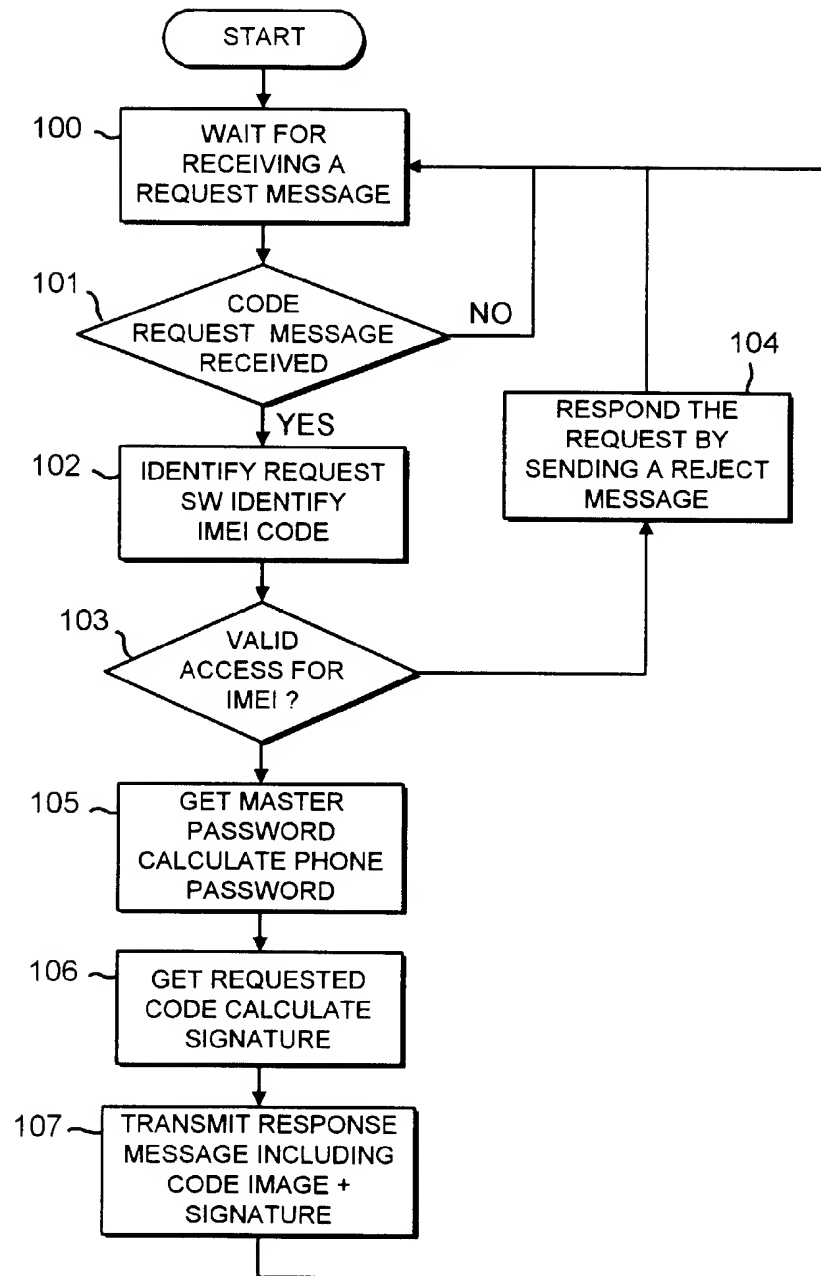 START
100
WAIT FOR
RECEIVING A
REQUEST MESSAGE
101
CODE
REQUEST MESSAGE
RECEIVED
NO
YES
104
RESPOND THE
REQUEST BY
SENDING A REJECT
MESSAGE
102
IDENTIFY REQUEST
SW IDENTIFY
IMEI CODE
103
VALID
ACCESS FOR
IMEI ?
105
GET MASTER
PASSWORD
CALCULATE PHONE
PASSWORD
106
GET REQUESTED
CODE CALCULATE
SIGNATURE
107
TRANSMIT RESPONSE
MESSAGE INCLUDING
CODE IMAGE +
SIGNATURE